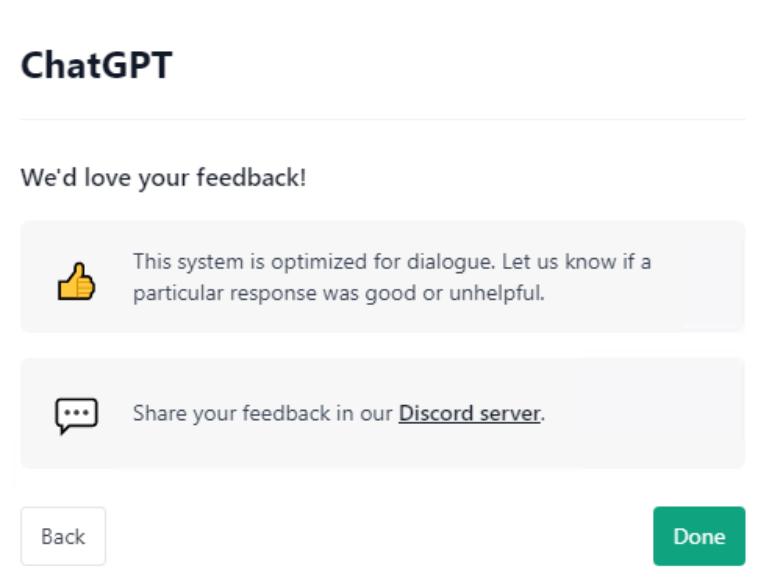 ChatGPT
We'd love your feedback!
This system is optimized for dialogue. Let us know if a
particular response was good or unhelpful.
Share your feedback in our Discord server.
Back
Done